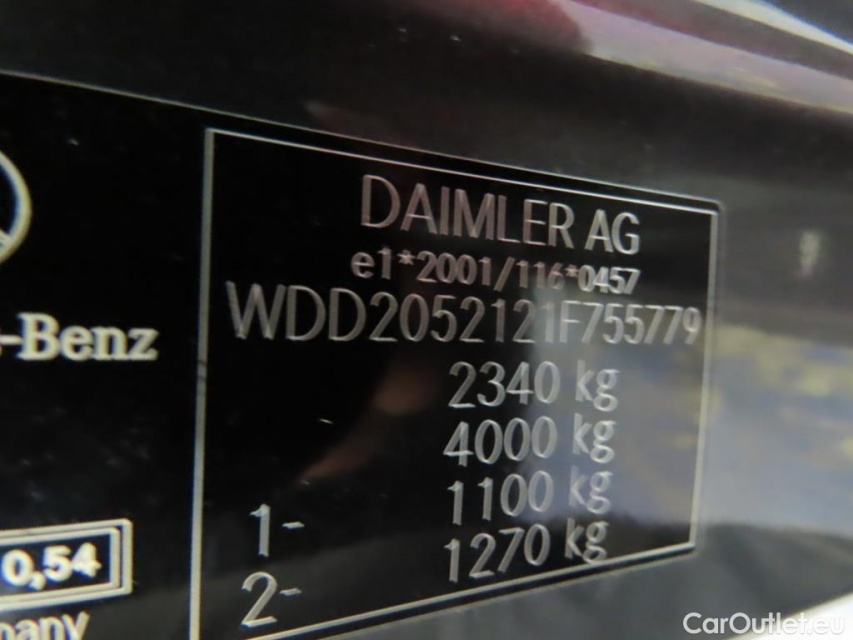 DAIMLER AG
e1*2001/116*0457
WDD2052121F755779
-Benz
2340 kg
4000 kg
1- 1100 kg
2- 1270 kg
0,54
CarOutlet.eu